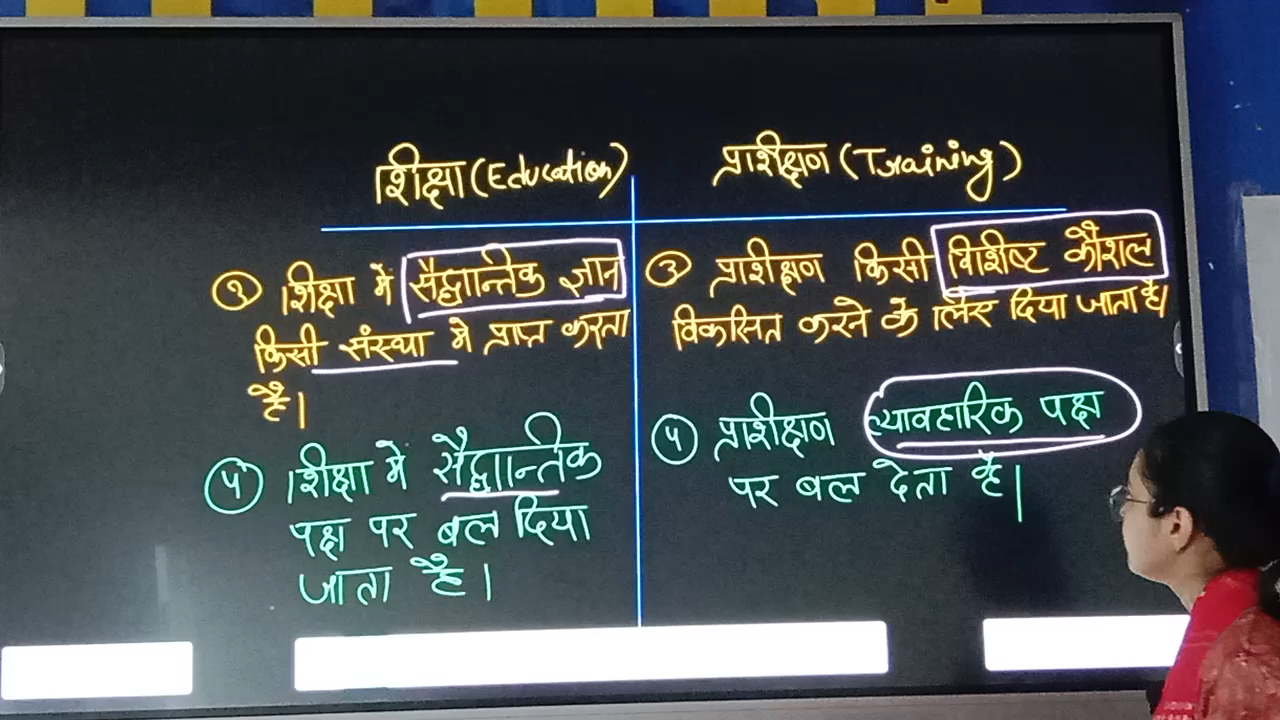 शिक्षा (Education)
प्रशिक्षण (Training)
③ शिक्षा में सैद्धान्तिक ज्ञान
किसी संस्था मे प्राप्त करता
है।
④ शिक्षा में सैद्धान्तिक
पक्ष पर बल दिया
जाता है।
③ प्रशिक्षण किसी विशिष्ट कौशल
विकसित करने के लिए दिया जाता है।
④ प्रशिक्षण व्यावहारिक पक्ष
पर बल देता है।